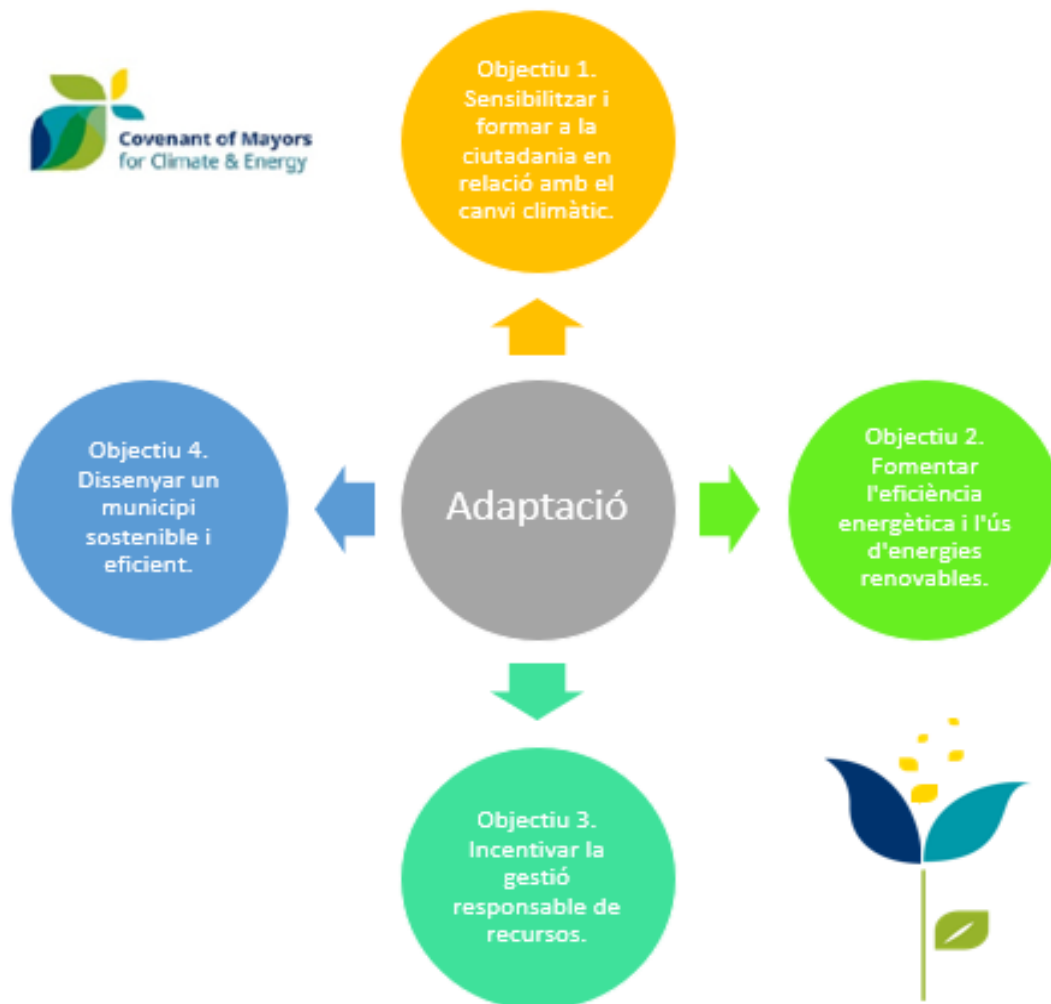 Covenant of Mayors
for Climate & Energy
Objectiu 1.
Sensibilitzar i
formar a la
ciutadania en
relació amb el
canvi climàtic.
Objectiu 4.
Dissenyar un
municipi
sostenible i
eficient.
Adaptació
Objectiu 2.
Fomentar
l'eficiència
energètica i l'ús
d'energies
renovables.
Objectiu 3.
Incentivar la
gestió
responsable de
recursos.